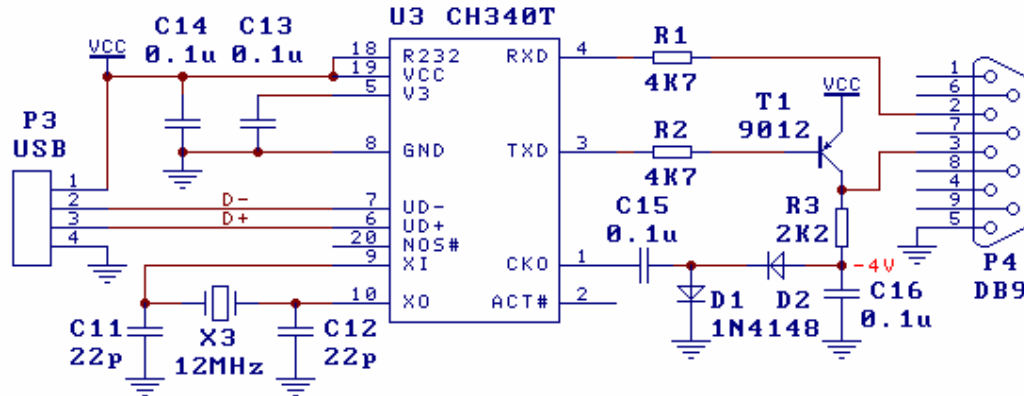 U3 CH340T
C14 C13
0.1u 0.1u
VCC
18 R232
19 VCC
5 V3
8 GND
7 UD-
6 UD+
20 NOS#
9 XI
10 XO
RXD 4
TXD 3
CKO 1
ACT# 2
P3
USB
1
2
3
4
D-
D+
C11
22p
X3
12MHz
C12
22p
R1
4K7
R2
4K7
T1
9012
VCC
C15
0.1u
R3
2K2
-4V
D1
1N4148
D2
C16
0.1u
1
6
2
7
3
8
4
9
5
P4
DB9